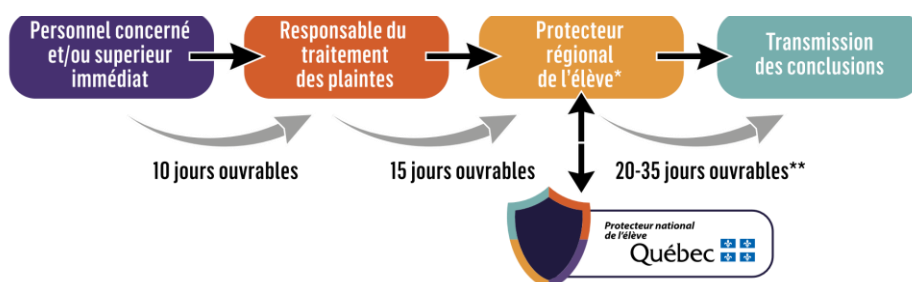 Personnel concerné
et/ou superieur
immédiat
Responsable du
traitement
des plaintes
Protecteur
régional
de l'élève*
Transmission
des conclusions
10 jours ouvrables
15 jours ouvrables
20-35 jours ouvrables**
Protecteur national
de l'élève
Québec